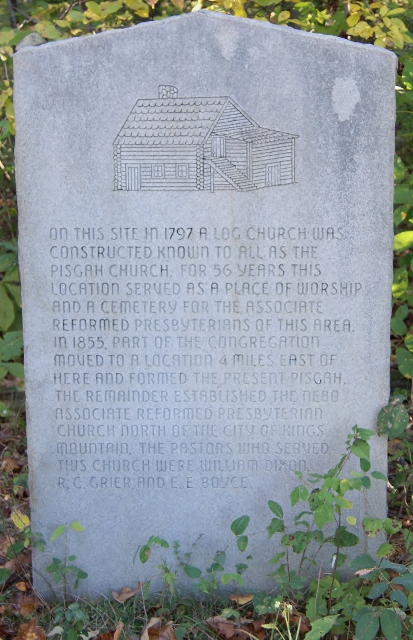 ON THIS SITE IN 1797 A LOG CHURCH WAS
CONSTRUCTED KNOWN TO ALL AS THE
PISGAH CHURCH. FOR 56 YEARS THIS
LOCATION SERVED AS A PLACE OF WORSHIP
AND A CEMETERY FOR THE ASSOCIATE
REFORMED PRESBYTERIANS OF THIS AREA.
IN 1855, PART OF THE CONGREGATION
MOVED TO A LOCATION 4 MILES EAST OF
HERE AND FORMED THE PRESENT PISGAH.
THE REMAINDER ESTABLISHED THE NEBO
ASSOCIATE REFORMED PRESBYTERIAN
CHURCH NORTH OF THE CITY OF KINGS
MOUNTAIN. THE PASTORS WHO SERVED
THIS CHURCH WERE WILLIAM DIXON,
R. C. GRIER AND E. E. BOYCE.